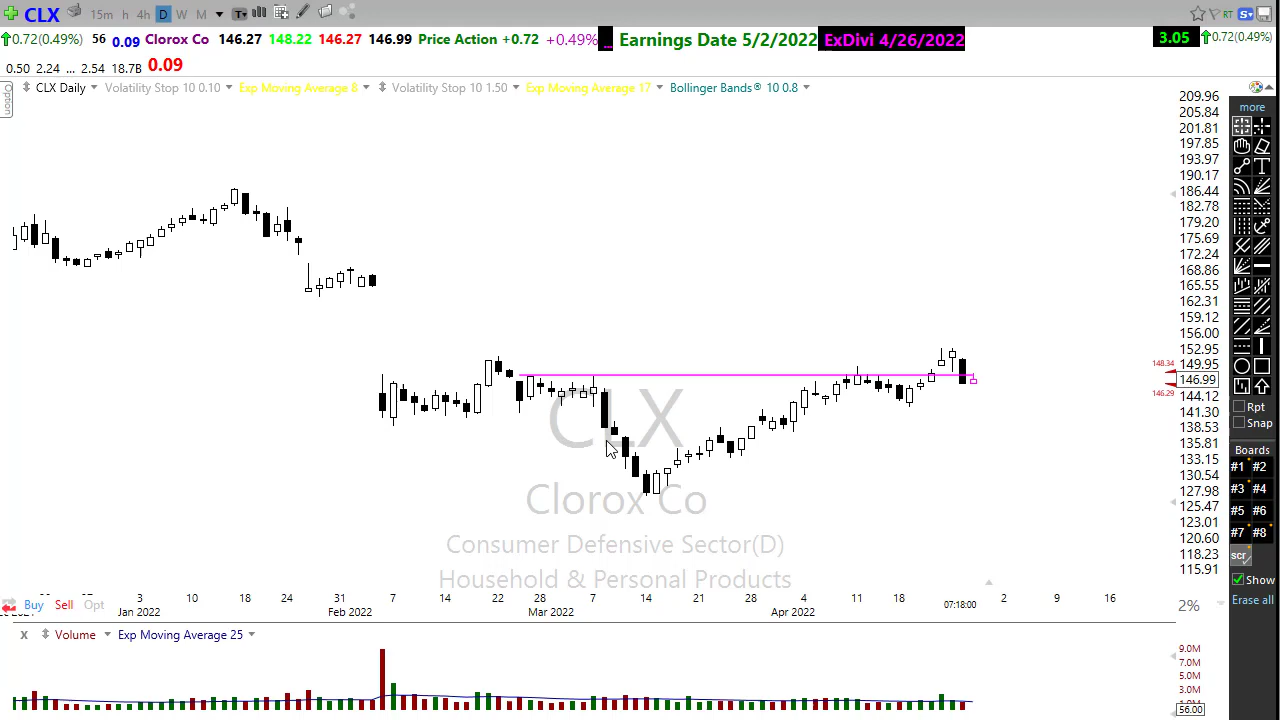 CLX 15m h 4h D W M T RT S
0.72(0.49%) 56 0.09 Clorox Co 146.27 148.22 146.27 146.99 Price Action +0.72 +0.49% ... Earnings Date 5/2/2022 ExDivi 4/26/2022 3.05 0.72(0.49%)
0.50 2.24 ... 2.54 18.7B 0.09
Option
CLX Daily Volatility Stop 10 0.10 Exp Moving Average 8 Volatility Stop 10 1.50 Exp Moving Average 17 Bollinger Bands® 10 0.8
209.96
205.84
201.81
197.85
193.97
190.17
186.44
182.78
179.20
175.69
172.24
168.86
165.55
162.31
159.12
156.00
152.95
149.95
148.34
146.99
146.29
144.12
141.30
138.53
135.81
133.15
130.54
127.98
125.47
123.01
120.60
118.23
115.91
more
T
Rpt
Snap
Boards
#1 #2
#3 #4
#5 #6
#7 #8
scr
Show
Erase all
CLX
Clorox Co
Consumer Defensive Sector(D)
Household & Personal Products
3 10 18 24 31 7 14 22 28 7 14 21 28 4 11 18 07:18:00 2 9 16
Buy Sell Opt
Jan 2022 Feb 2022 Mar 2022 Apr 2022
2%
X Volume Exp Moving Average 25
9.0M
7.0M
5.0M
3.0M
56.00